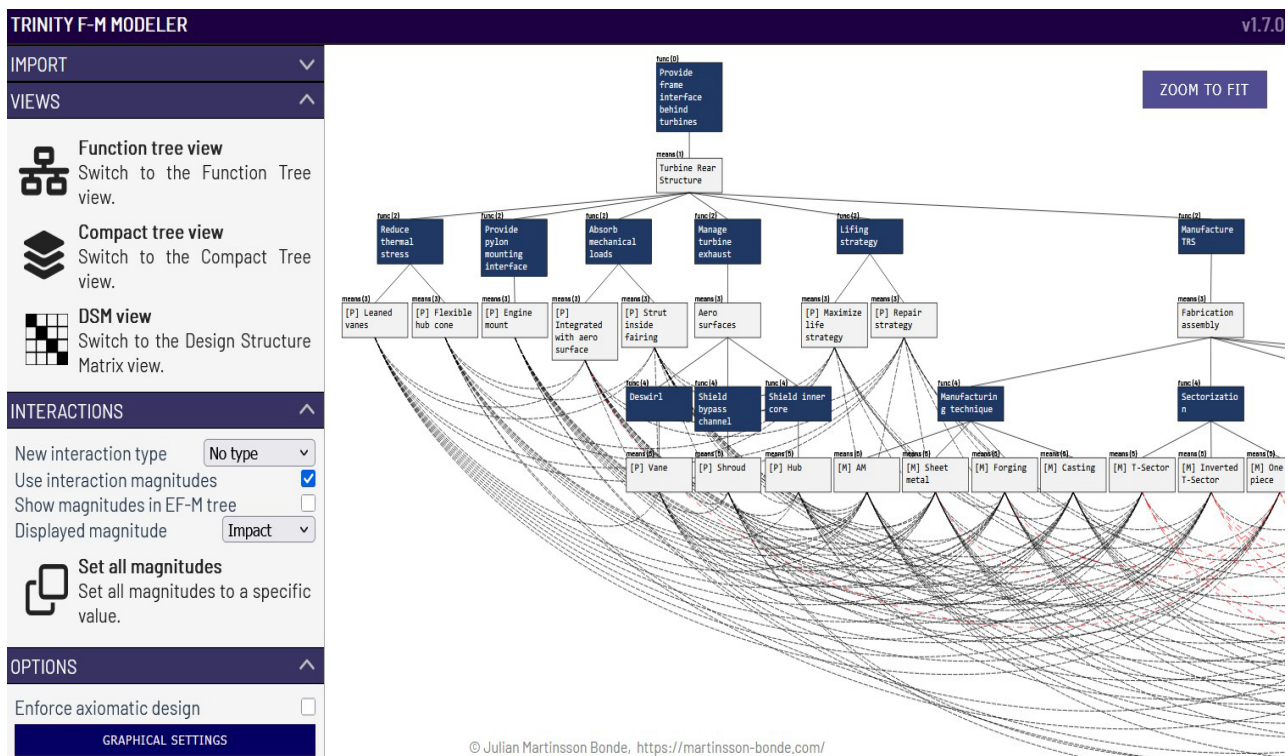 TRINITY F-M MODELER
v1.7.0
IMPORT
VIEWS
Function tree view
Switch to the Function Tree
view.
Compact tree view
Switch to the Compact Tree
view.
DSM view
Switch to the Design Structure
Matrix view.
INTERACTIONS
New interaction type
No type
Use interaction magnitudes
Show magnitudes in EF-M tree
Displayed magnitude
Impact
Set all magnitudes
Set all magnitudes to a specific
value.
OPTIONS
Enforce axiomatic design
GRAPHICAL SETTINGS
ZOOM TO FIT
func(0)
Provide
frame
interface
behind
turbines
means(1)
Turbine Rear
Structure
func(2)
Reduce
thermal
stress
func(2)
Provide
pylon
mounting
interface
func(2)
Absorb
mechanical
loads
func(2)
Manage
turbine
exhaust
func(2)
Lifing
strategy
func(2)
Manufacture
TRS
means(3)
[P] Leaned
vanes
means(3)
[P] Flexible
hub cone
means(3)
[P] Engine
mount
means(3)
[P]
Integrated
with aero
surface
means(3)
[P] Strut
inside
fairing
means(3)
Aero
surfaces
means(3)
[P] Maximize
life
strategy
means(3)
[P] Repair
strategy
means(3)
Fabrication
assembly
func(4)
Deswirl
func(4)
Shield
bypass
channel
func(4)
Shield inner
core
func(4)
Manufacturin
g technique
func(4)
Sectorizatio
n
means(5)
[P] Vane
means(5)
[P] Shroud
means(5)
[P] Hub
means(5)
[M] AM
means(5)
[M] Sheet
metal
means(5)
[M] Forging
means(5)
[M] Casting
means(5)
[M] T-Sector
means(5)
[M] Inverted
T-Sector
means(5)
[M] One
piece
© Julian Martinsson Bonde, https://martinsson-bonde.com/